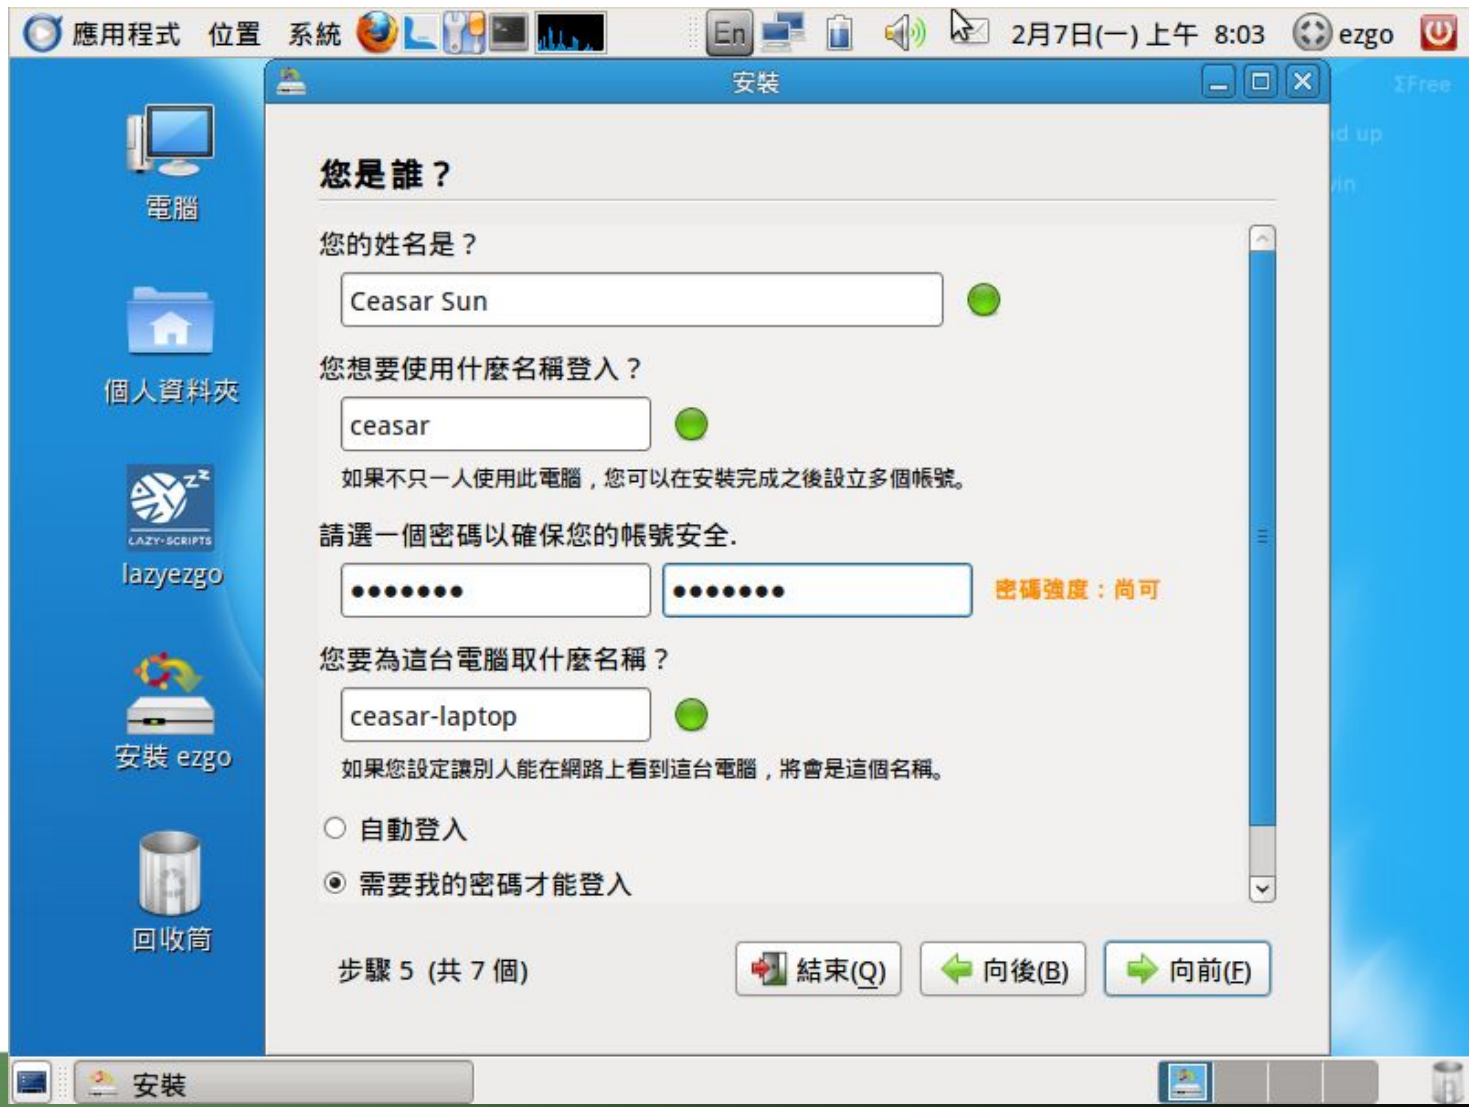 應用程式 位置 系統 En 2月7日(一) 上午 8:03 ezgo
安裝
ΣFree
電腦
個人資料夾
LAZY-SCRIPTS
lazyezgo
安裝 ezgo
回收筒
您是誰？
您的姓名是？
Ceasar Sun
您想要使用什麼名稱登入？
ceasar
如果不只一人使用此電腦，您可以在安裝完成之後設立多個帳號。
請選一個密碼以確保您的帳號安全.
●●●●●●● ●●●●●●● 密碼強度：尚可
您要為這台電腦取什麼名稱？
ceasar-laptop
如果您設定讓別人能在網路上看到這台電腦，將會是這個名稱。
自動登入
需要我的密碼才能登入
步驟 5 (共 7 個) 結束(Q) 向後(B) 向前(F)
安裝